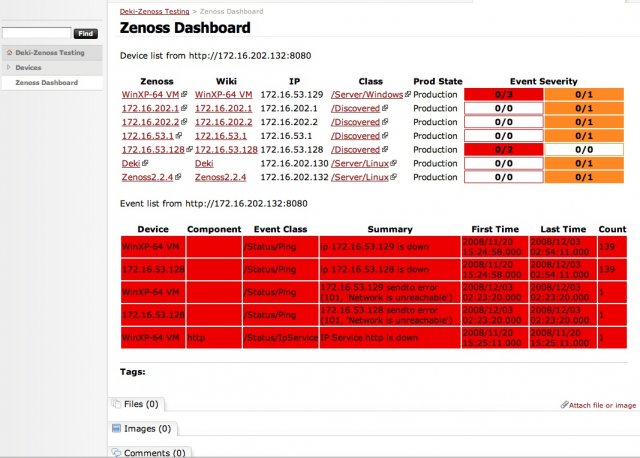 Deki-Zenoss Testing > Zenoss Dashboard
Zenoss Dashboard
Find
Deki-Zenoss Testing
Devices
Zenoss Dashboard
Device list from http://172.16.202.132:8080
Zenoss Wiki IP Class Prod State Event Severity
WinXP-64 VM WinXP-64 VM 172.16.53.129 /Server/Windows Production 0/3 0/1
172.16.202.1 172.16.202.1 172.16.202.1 /Discovered Production 0/0 0/1
172.16.202.2 172.16.202.2 172.16.202.2 /Discovered Production 0/0 0/1
172.16.53.1 172.16.53.1 172.16.53.1 /Discovered Production 0/0 0/1
172.16.53.128 172.16.53.128 172.16.53.128 /Discovered Production 0/2 0/0
Deki Deki 172.16.202.130 /Server/Linux Production 0/0 0/1
Zenoss2.2.4 Zenoss2.2.4 172.16.202.132 /Server/Linux Production 0/0 0/1
Event list from http://172.16.202.132:8080
Device Component Event Class Summary First Time Last Time Count
WinXP-64 VM /Status/Ping ip 172.16.53.129 is down 2008/11/20 15:24:58.000 2008/12/03 02:54:11.000 139
172.16.53.128 /Status/Ping ip 172.16.53.128 is down 2008/11/20 15:24:58.000 2008/12/03 02:54:11.000 139
WinXP-64 VM /Status/Ping 172.16.53.129 sendto error (101, 'Network is unreachable') 2008/12/03 02:23:20.000 2008/12/03 02:23:20.000 1
172.16.53.128 /Status/Ping 172.16.53.128 sendto error (101, 'Network is unreachable') 2008/12/03 02:23:20.000 2008/12/03 02:23:20.000 1
WinXP-64 VM http /Status/IpService IP Service http is down 2008/11/20 15:25:11.000 2008/11/20 15:25:11.000 1
Tags:
Files (0)
Attach file or image
Images (0)
Comments (0)